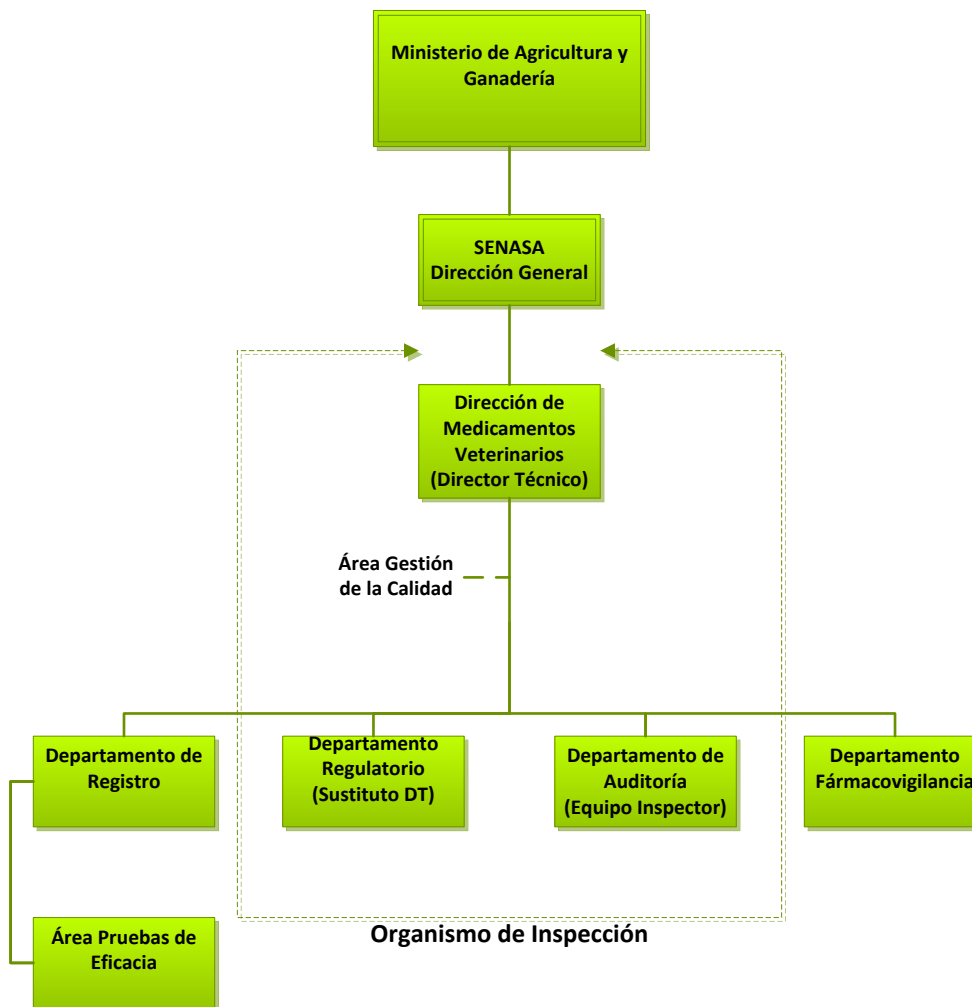 Ministerio de Agricultura y
Ganadería
SENASA
Dirección General
Dirección de
Medicamentos
Veterinarios
(Director Técnico)
Área Gestión
de la Calidad
Departamento de
Registro
Departamento
Regulatorio
(Sustituto DT)
Departamento de
Auditoría
(Equipo Inspector)
Departamento
Fármacovigilancia
Área Pruebas de
Eficacia
Organismo de Inspección